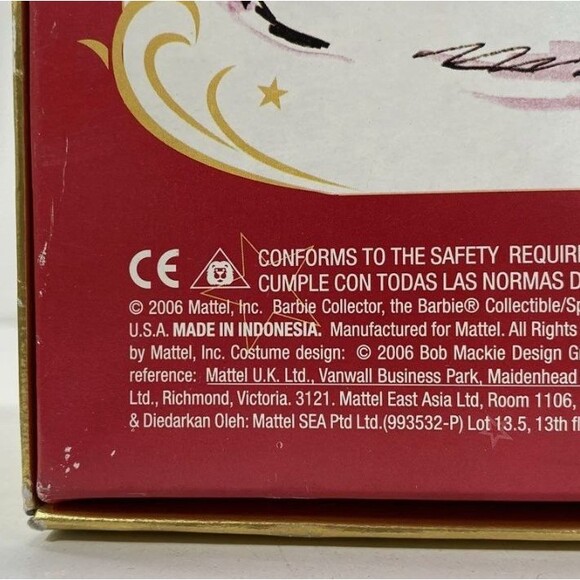 CE CONFORMS TO THE SAFETY REQUIRE
CUMPLE CON TODAS LAS NORMAS D
© 2006 Mattel, Inc. Barbie Collector, the Barbie® Collectible/Sp
U.S.A. MADE IN INDONESIA. Manufactured for Mattel. All Rights
by Mattel, Inc. Costume design: © 2006 Bob Mackie Design G
reference: Mattel U.K. Ltd., Vanwall Business Park, Maidenhead
Ltd., Richmond, Victoria. 3121. Mattel East Asia Ltd, Room 1106,
& Diedarkan Oleh: Mattel SEA Ptd Ltd.(993532-P) Lot 13.5, 13th fl